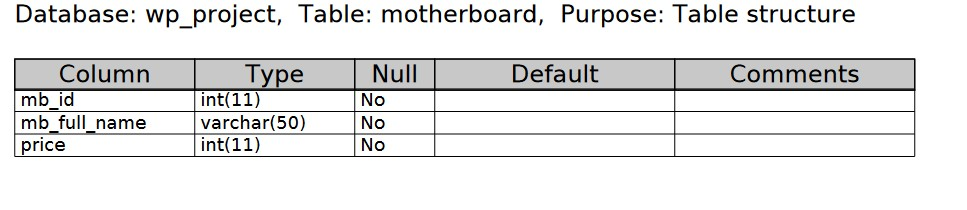 Database: wp_project, Table: motherboard, Purpose: Table structure
Column Type Null Default Comments
mb_id int(11) No
mb_full_name varchar(50) No
price int(11) No